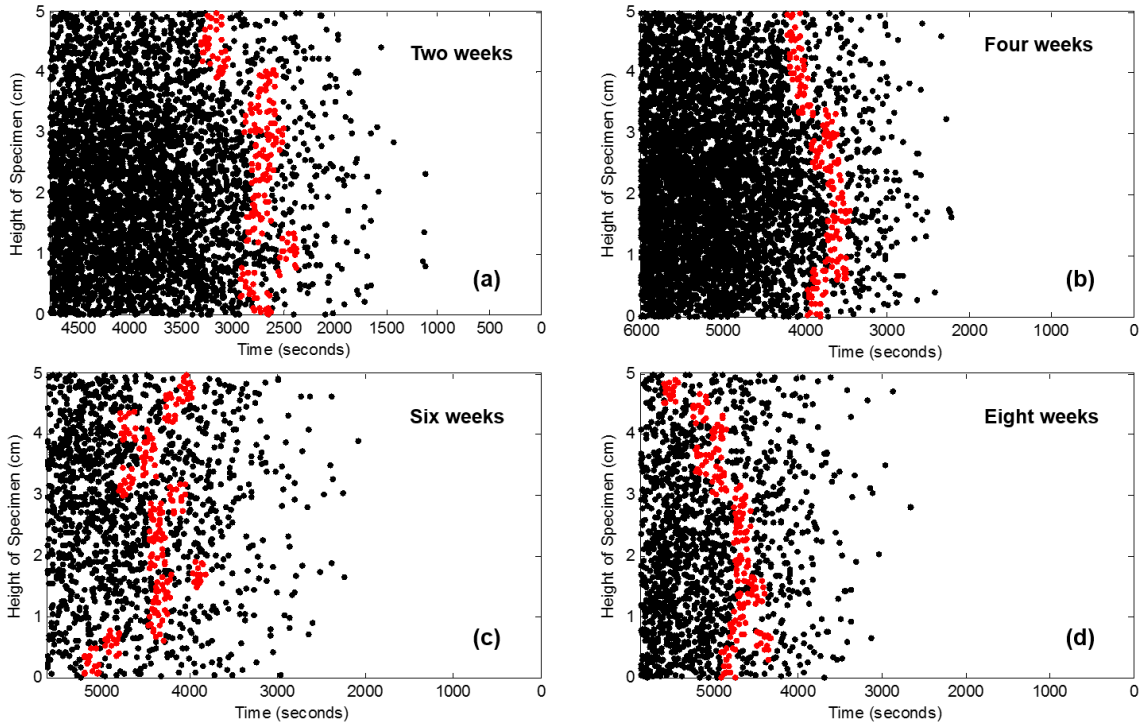 5
4
3
2
1
0
Height of Specimen (cm)
Two weeks
(a)
4500 4000 3500 3000 2500 2000 1500 1000 500 0
Time (seconds)
5
4
3
2
1
0
Height of Specimen (cm)
Four weeks
(b)
6000 5000 4000 3000 2000 1000 0
Time (seconds)
5
4
3
2
1
0
Height of Specimen (cm)
Six weeks
(c)
5000 4000 3000 2000 1000 0
Time (seconds)
5
4
3
2
1
0
Height of Specimen (cm)
Eight weeks
(d)
5000 4000 3000 2000 1000 0
Time (seconds)